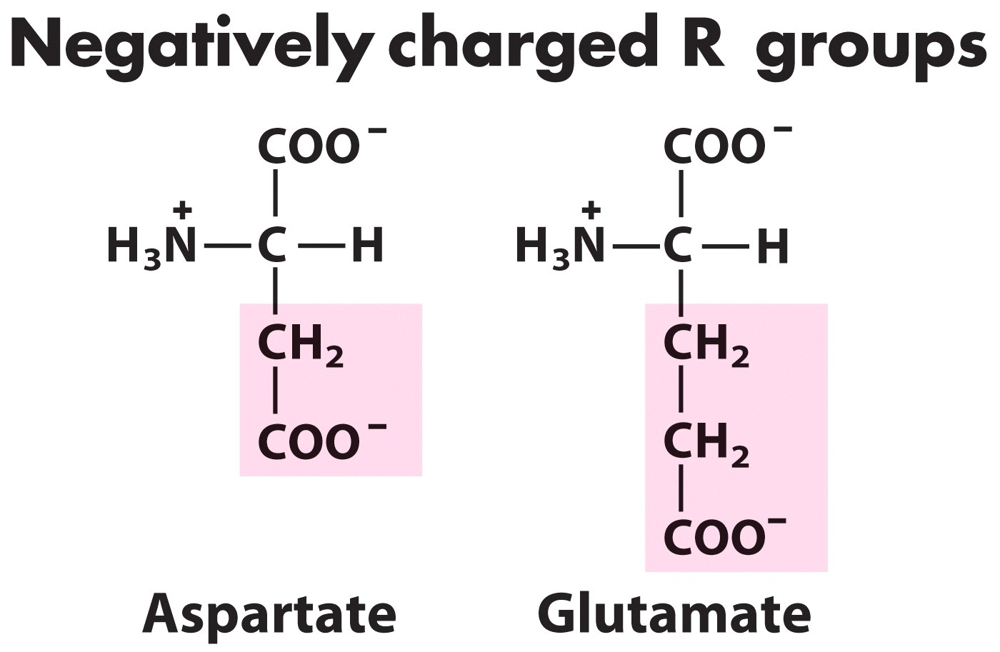 Negatively charged R groups
COO⁻ COO⁻
H₃N⁺—C—H H₃N⁺—C—H
CH₂ CH₂
COO⁻ CH₂
COO⁻
Aspartate Glutamate